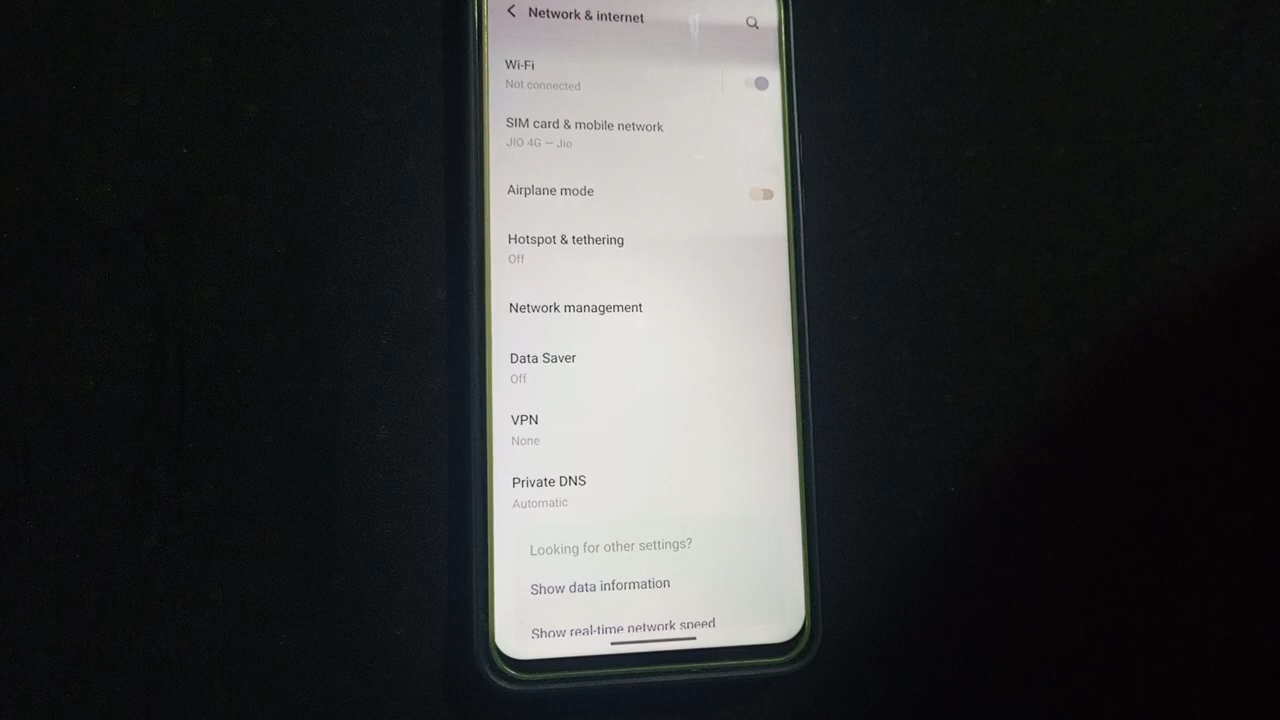 Network & internet
Wi-Fi
Not connected
SIM card & mobile network
JIO 4G — Jio
Airplane mode
Hotspot & tethering
Off
Network management
Data Saver
Off
VPN
None
Private DNS
Automatic
Looking for other settings?
Show data information
Show real-time network speed